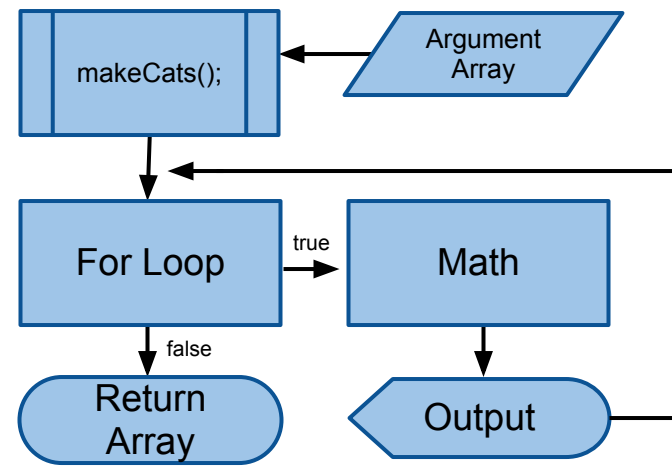 makeCats();
Argument
Array
For Loop
true
Math
false
Return
Array
Output